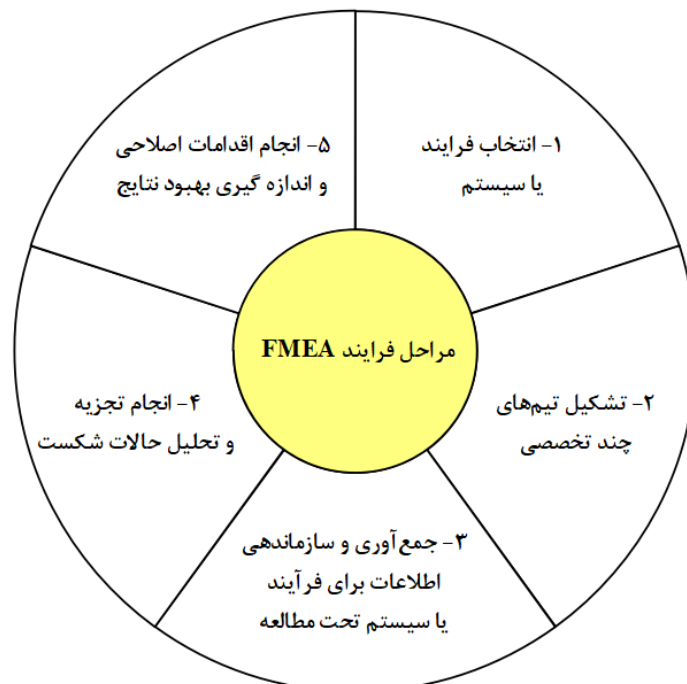 ۱- انتخاب فرایند
یا سیستم
۲- تشکیل تیم‌های
چند تخصصی
۳- جمع‌آوری و سازماندهی
اطلاعات برای فرآیند
یا سیستم تحت مطالعه
۴- انجام تجزیه
و تحلیل حالات شکست
۵- انجام اقدامات اصلاحی
و اندازه گیری بهبود نتایج
مراحل فرایند FMEA